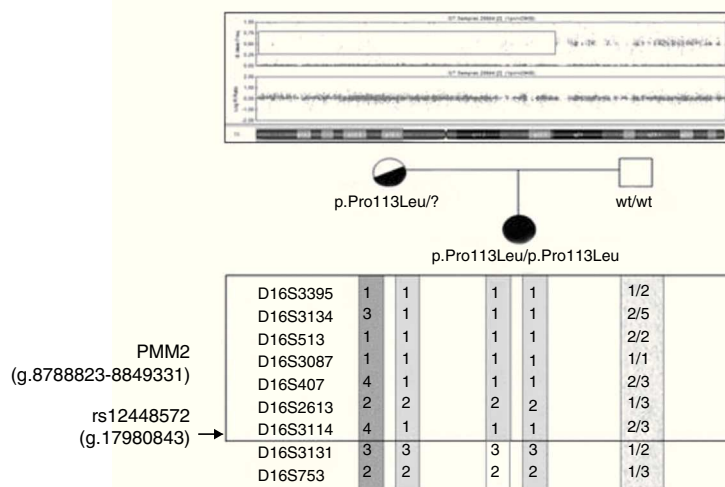 p.Pro113Leu/?
wt/wt
p.Pro113Leu/p.Pro113Leu
D16S3395 1 1 1 1 1/2
D16S3134 3 1 1 1 2/5
D16S513 1 1 1 1 2/2
PMM2
(g.8788823-8849331)
D16S3087 1 1 1 1 1/1
D16S407 4 1 1 1 2/3
D16S2613 2 2 2 2 1/3
rs12448572
(g.17980843)
D16S3114 4 1 1 1 2/3
D16S3131 3 3 3 3 1/2
D16S753 2 2 2 2 1/3